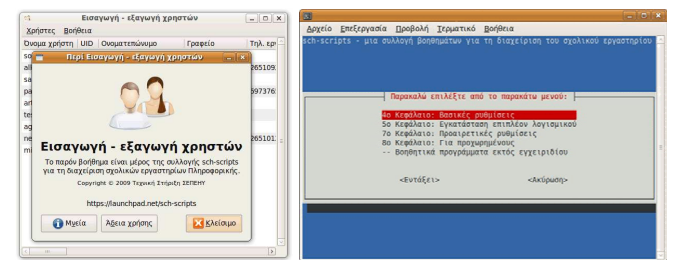 Εισαγωγή - εξαγωγή χρηστών
Χρήστες Βοήθεια
Όνομα χρήστη UID Ονοματεπώνυμο Γραφείο Τηλ. εργ
Περί Εισαγωγή - εξαγωγή χρηστών
Εισαγωγή - εξαγωγή χρηστών
Το παρόν βοήθημα είναι μέρος της συλλογής sch-scripts
για τη διαχείριση σχολικών εργαστηρίων Πληροφορικής.
Copyright © 2009 Τεχνική Στήριξη ΣΕΠΕΗΥ
https://launchpad.net/sch-scripts
Μνεία Άδεια χρήσης Κλείσιμο
Αρχείο Επεξεργασία Προβολή Τερματικό Βοήθεια
sch-scripts - μια συλλογή βοηθημάτων για τη διαχείριση του σχολικού εργαστηρίου
Παρακαλώ επιλέξτε από το παρακάτω μενού:
4ο Κεφάλαιο: Βασικές ρυθμίσεις
5ο Κεφάλαιο: Εγκατάσταση επιπλέον λογισμικού
7ο Κεφάλαιο: Προαιρετικές ρυθμίσεις
8ο Κεφάλαιο: Για προχωρημένους
-- Βοηθητικά προγράμματα εκτός εγχειριδίου
<Εντάξει> <Ακύρωση>